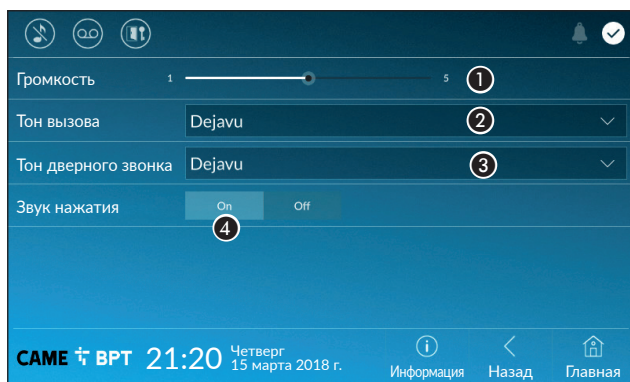 Громкость 1 5 1
Тон вызова Dejavu 2
Тон дверного звонка Dejavu 3
Звук нажатия On Off
4
CAME BPT 21:20 Четверг
15 марта 2018 г.
Информация Назад Главная